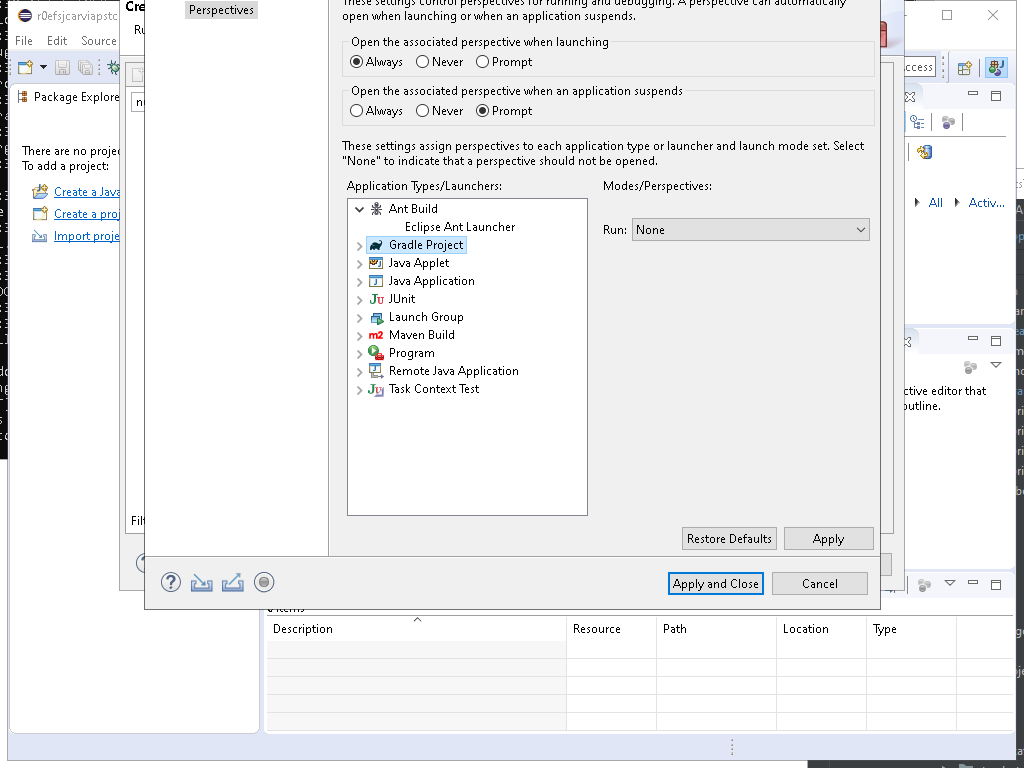 r0efsjcarviapstc
Cre
Perspectives
These settings control perspectives for running and debugging. A perspective can automatically
open when launching or when an application suspends.
File Edit Source
Ru
Open the associated perspective when launching
Always Never Prompt
ccess
Open the associated perspective when an application suspends
Always Never Prompt
Package Explore
These settings assign perspectives to each application type or launcher and launch mode set. Select
"None" to indicate that a perspective should not be opened.
There are no projec
To add a project:
Create a Java
Create a proj
Import proje
Application Types/Launchers:
Modes/Perspectives:
Ant Build
Eclipse Ant Launcher
Gradle Project
Java Applet
Java Application
JUnit
Launch Group
Maven Build
Program
Remote Java Application
Task Context Test
Run: None
All Activ...
ctive editor that
outline.
Filt
Restore Defaults Apply
Apply and Close Cancel
0 items
Description Resource Path Location Type